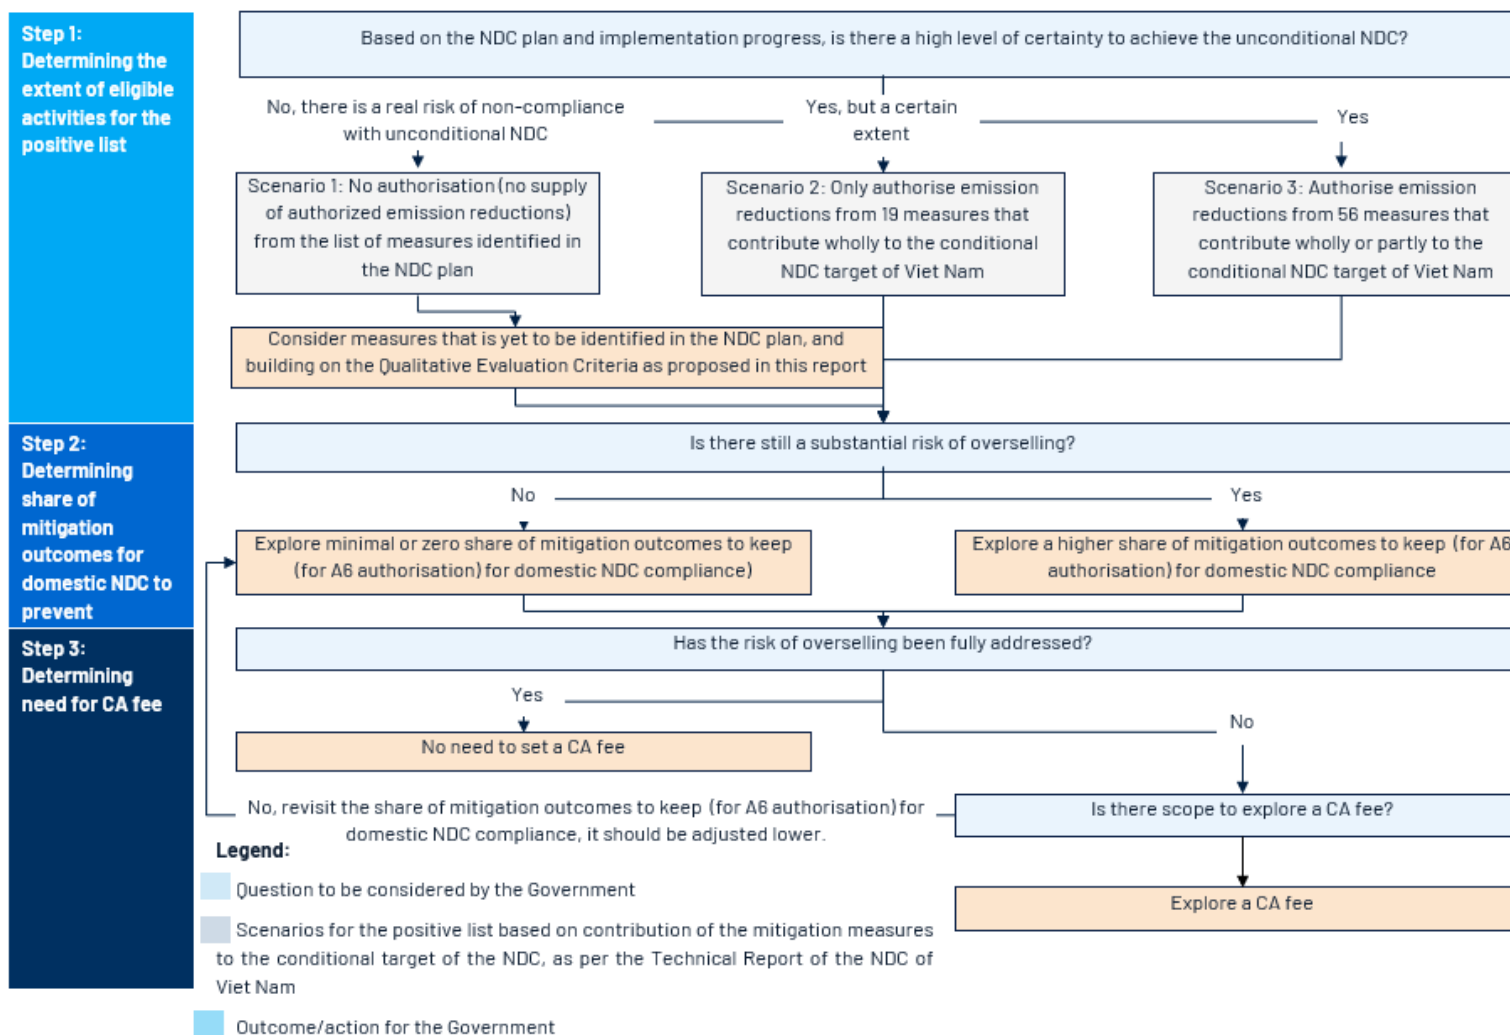 Step 1:
Determining the
extent of eligible
activities for the
positive list
Based on the NDC plan and implementation progress, is there a high level of certainty to achieve the unconditional NDC?
No, there is a real risk of non-compliance
with unconditional NDC
Yes, but a certain
extent
Yes
Scenario 1: No authorisation (no supply
of authorized emission reductions)
from the list of measures identified in
the NDC plan
Scenario 2: Only authorise emission
reductions from 19 measures that
contribute wholly to the conditional
NDC target of Viet Nam
Scenario 3: Authorise emission
reductions from 56 measures that
contribute wholly or partly to the
conditional NDC target of Viet Nam
Consider measures that is yet to be identified in the NDC plan, and
building on the Qualitative Evaluation Criteria as proposed in this report
Step 2:
Determining
share of
mitigation
outcomes for
domestic NDC to
prevent
Is there still a substantial risk of overselling?
No
Yes
Explore minimal or zero share of mitigation outcomes to keep
(for A6 authorisation) for domestic NDC compliance)
Explore a higher share of mitigation outcomes to keep (for A6
authorisation) for domestic NDC compliance
Step 3:
Determining
need for CA fee
Has the risk of overselling been fully addressed?
Yes
No
No need to set a CA fee
No, revisit the share of mitigation outcomes to keep (for A6 authorisation) for
domestic NDC compliance, it should be adjusted lower.
Is there scope to explore a CA fee?
Explore a CA fee
Legend:
Question to be considered by the Government
Scenarios for the positive list based on contribution of the mitigation measures
to the conditional target of the NDC, as per the Technical Report of the NDC of
Viet Nam
Outcome/action for the Government